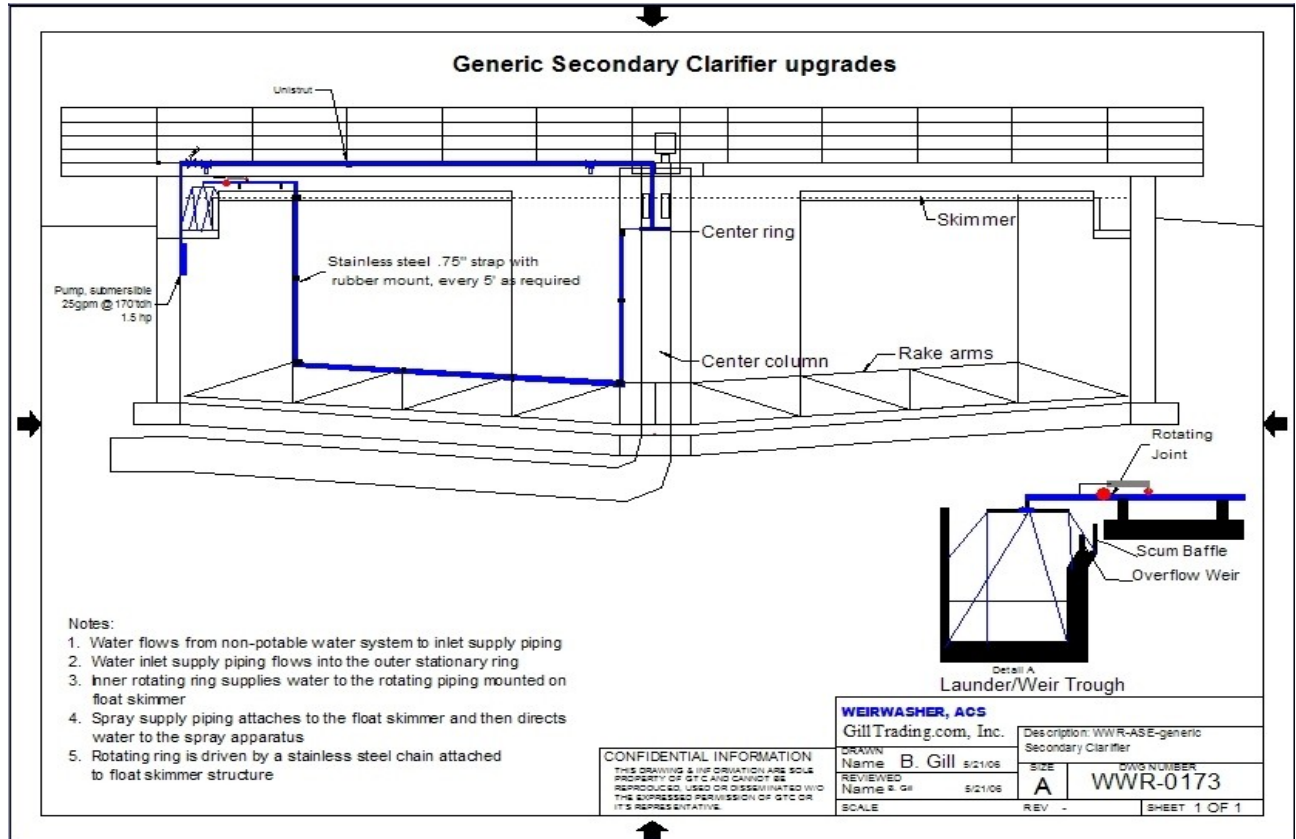 Generic Secondary Clarifier upgrades
Unistrut
Skimmer
Center ring
Stainless steel .75" strap with
rubber mount, every 5' as required
Pump, submersible
25gpm @ 170'tdh
1.5 hp
Center column
Rake arms
Rotating
Joint
Scum Baffle
Overflow Weir
Detail A
Launder/Weir Trough
Notes:
1. Water flows from non-potable water system to inlet supply piping
2. Water inlet supply piping flows into the outer stationary ring
3. Inner rotating ring supplies water to the rotating piping mounted on
float skimmer
4. Spray supply piping attaches to the float skimmer and then directs
water to the spray apparatus
5. Rotating ring is driven by a stainless steel chain attached
to float skimmer structure
CONFIDENTIAL INFORMATION
THIS DRAWING & INFORMATION ARE SOLE
PROPERTY OF GTC AND CANNOT BE
REPRODUCED, USED OR DISSEMINATED W/O
THE EXPRESSED PERMISSION OF GTC OR
IT'S REPRESENTATIVE.
WEIRWASHER, ACS
GillTrading.com, Inc.
Description: WWR-ASE-generic
Secondary Clarifier
DRAWN
Name B. Gill 5/21/06
REVIEWED
Name B. Gill 5/21/06
SIZE
A
DWG NUMBER
WWR-0173
SCALE
REV -
SHEET 1 OF 1